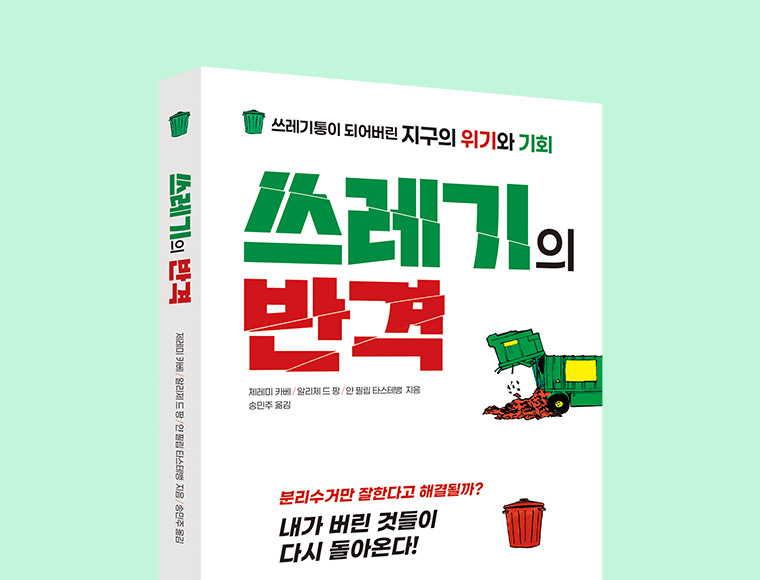 쓰레기통이 되어버린 지구의 위기와 기회
쓰레기의
반격
제레미 카베 / 알리제 드 팡 / 얀 필립 타스테뱅 지음
송민주 옮김
분리수거만 잘한다고 해결될까?
내가 버린 것들이
다시 돌아온다!
쓰레기의 반격
제레미 카베 / 알리제 드 팡 / 얀 필립 타스테뱅 지음 / 송민주 옮김